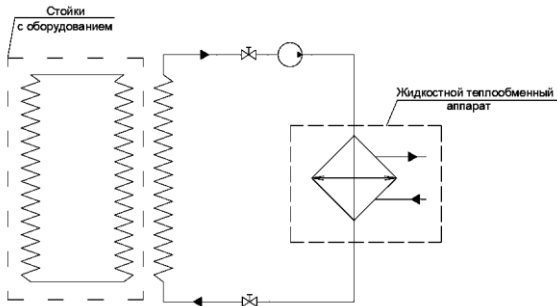 Стойки
с оборудованием
Жидкостной теплообменный
аппарат